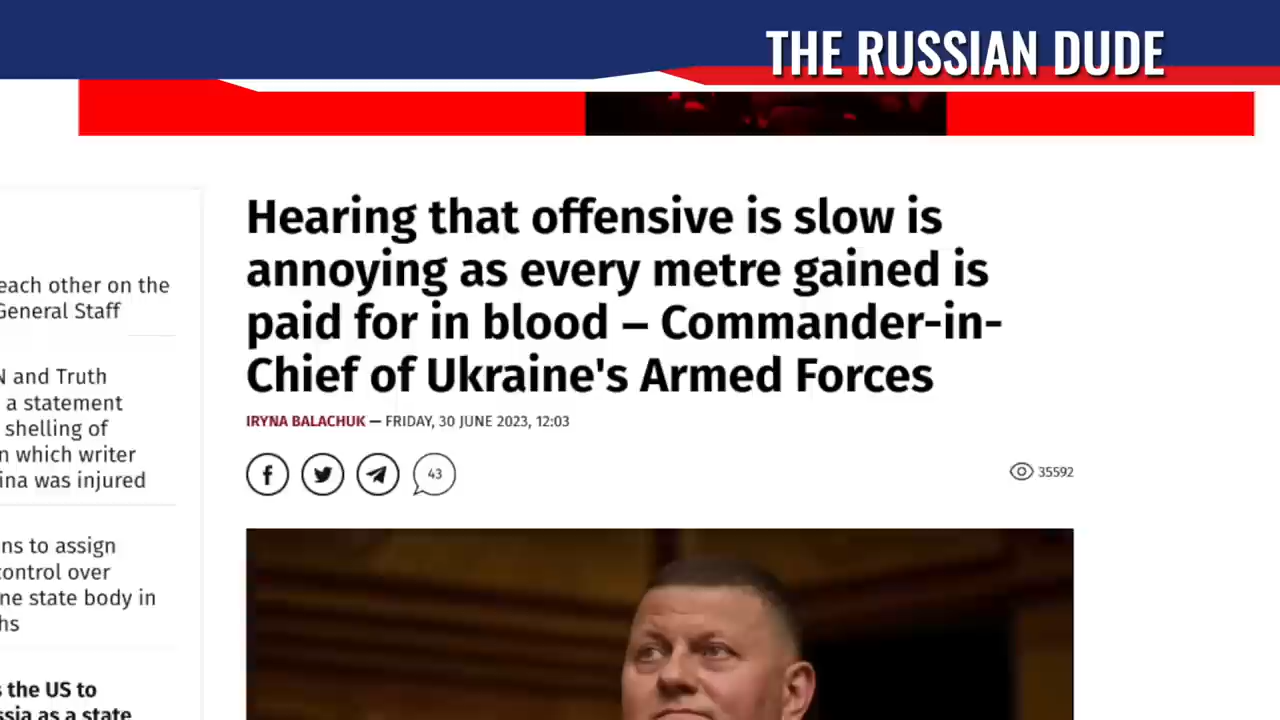 THE RUSSIAN DUDE
each other on the
General Staff
N and Truth
a statement
shelling of
n which writer
ina was injured
ns to assign
control over
ne state body in
hs
s the US to
ssia as a state
Hearing that offensive is slow is
annoying as every metre gained is
paid for in blood – Commander-in-
Chief of Ukraine's Armed Forces
IRYNA BALACHUK — FRIDAY, 30 JUNE 2023, 12:03
43
35592